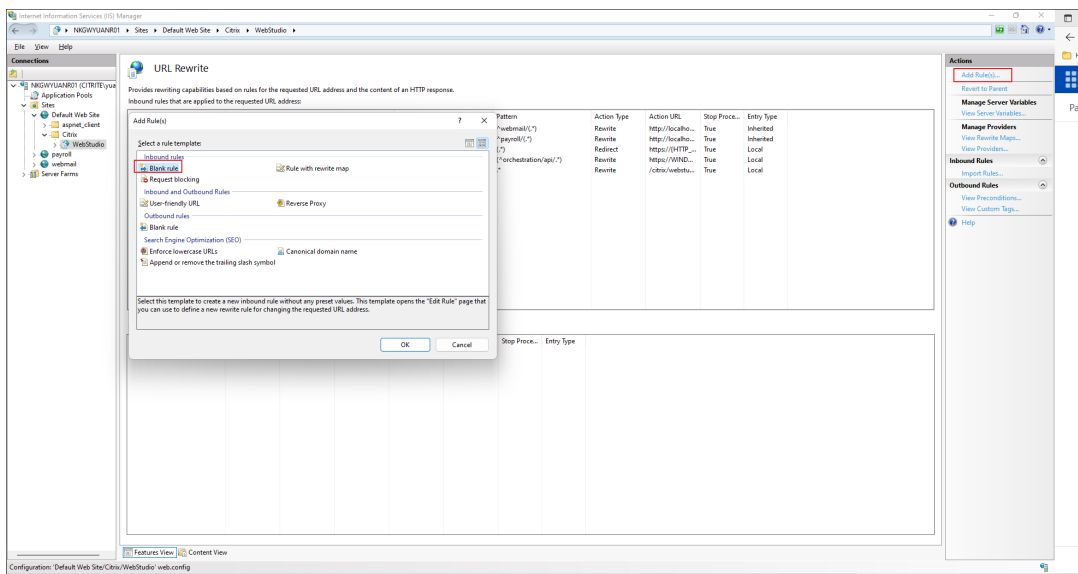 Internet Information Services (IIS) Manager
NKGWYUANR01 ▸ Sites ▸ Default Web Site ▸ Citrix ▸ WebStudio ▸
File View Help
Connections
NKGWYUANR01 (CITRITE\yua
Application Pools
Sites
Default Web Site
aspnet_client
Citrix
WebStudio
payroll
webmail
Server Farms
URL Rewrite
Provides rewriting capabilities based on rules for the requested URL address and the content of an HTTP response.
Inbound rules that are applied to the requested URL address:
Pattern Action Type Action URL Stop Proce... Entry Type
^webmail/(.*) Rewrite http://localho... True Inherited
^payroll/(.*) Rewrite http://localho... True Inherited
(.*) Redirect https://{HTTP_... True Local
(^orchestration/api/.*) Rewrite https://WIND... True Local
.* Rewrite /citrix/webstu... True Local
Add Rule(s) ? ×
Select a rule template
Inbound rules
Blank rule Rule with rewrite map
Request blocking
Inbound and Outbound Rules
User-friendly URL Reverse Proxy
Outbound rules
Blank rule
Search Engine Optimization (SEO)
Enforce lowercase URLs Canonical domain name
Append or remove the trailing slash symbol
Select this template to create a new inbound rule without any preset values. This template opens the "Edit Rule" page that
you can use to define a new rewrite rule for changing the requested URL address.
OK Cancel
Stop Proce... Entry Type
Features View Content View
Configuration: 'Default Web Site/Citrix/WebStudio' web.config
Actions
Add Rule(s)...
Revert to Parent
Manage Server Variables
View Server Variables...
Manage Providers
View Rewrite Maps...
View Providers...
Inbound Rules
Import Rules...
Outbound Rules
View Preconditions...
View Custom Tags...
Help
Pa